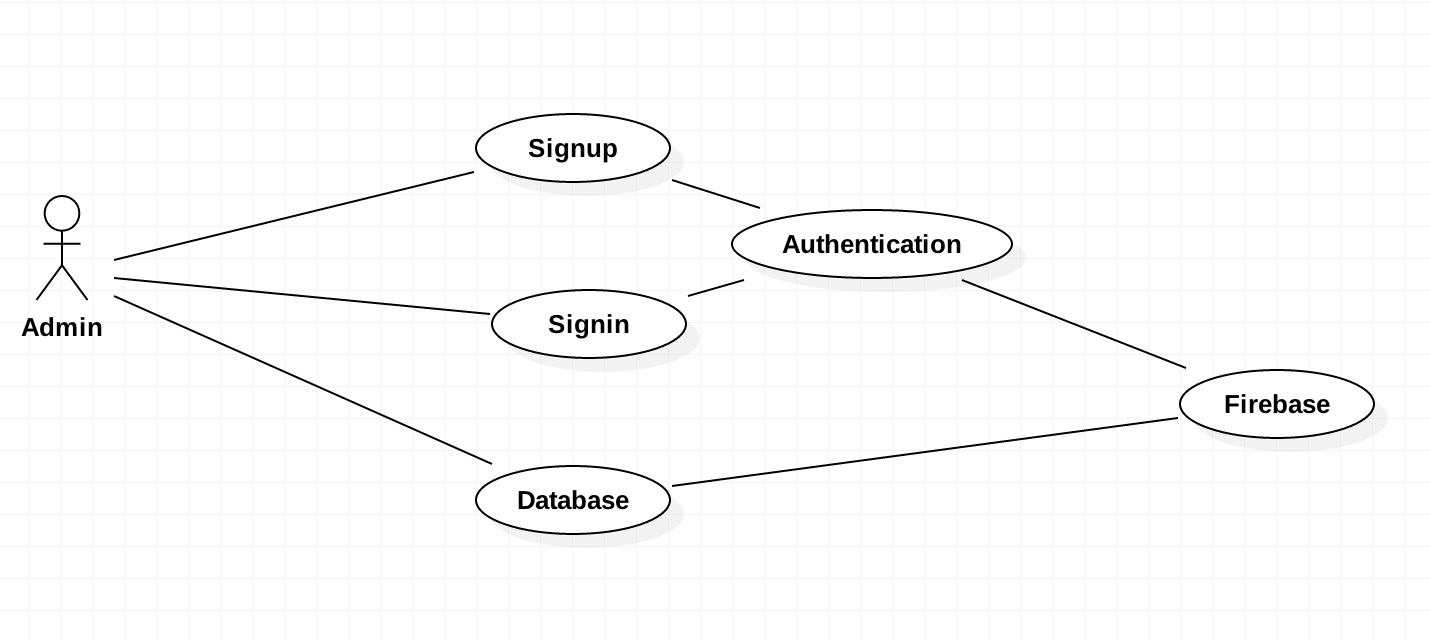 Signup
Authentication
Admin
Signin
Firebase
Database